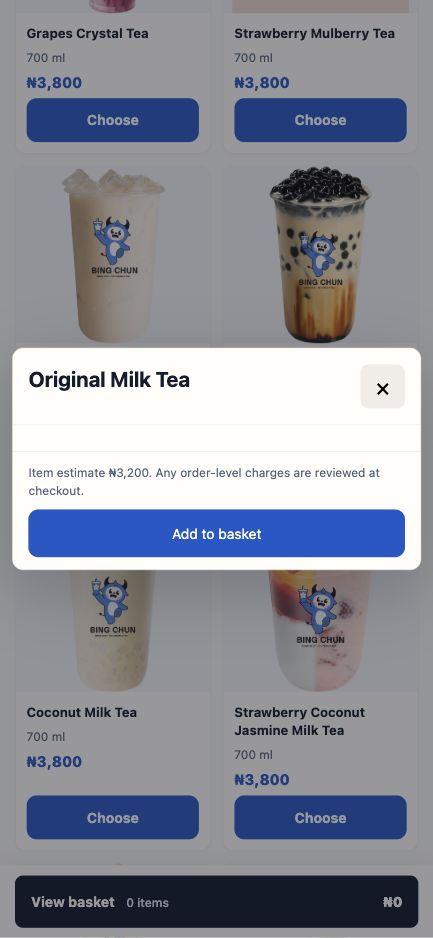 Grapes Crystal Tea
700 ml
₦3,800
Choose
Strawberry Mulberry Tea
700 ml
₦3,800
Choose
BING CHUN
BING CHUN
Original Milk Tea
×
Item estimate ₦3,200. Any order-level charges are reviewed at
checkout.
Add to basket
BING CHUN
BING CHUN
Coconut Milk Tea
700 ml
₦3,800
Choose
Strawberry Coconut
Jasmine Milk Tea
700 ml
₦3,800
Choose
View basket 0 items ₦0